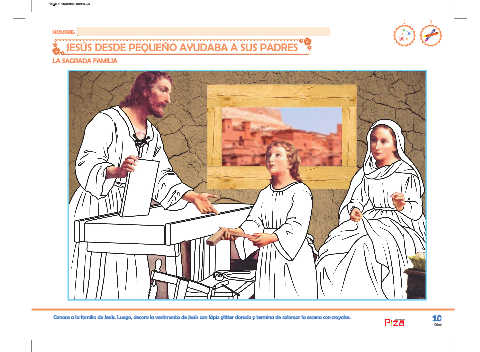 NOMBRE:
JESÚS DESDE PEQUEÑO AYUDABA A SUS PADRES
LA SAGRADA FAMILIA
Conoce a la familia de Jesús. Luego, decora la vestimenta de Jesús con lápiz glitter dorado y termina de colorear la escena con crayolas.
10